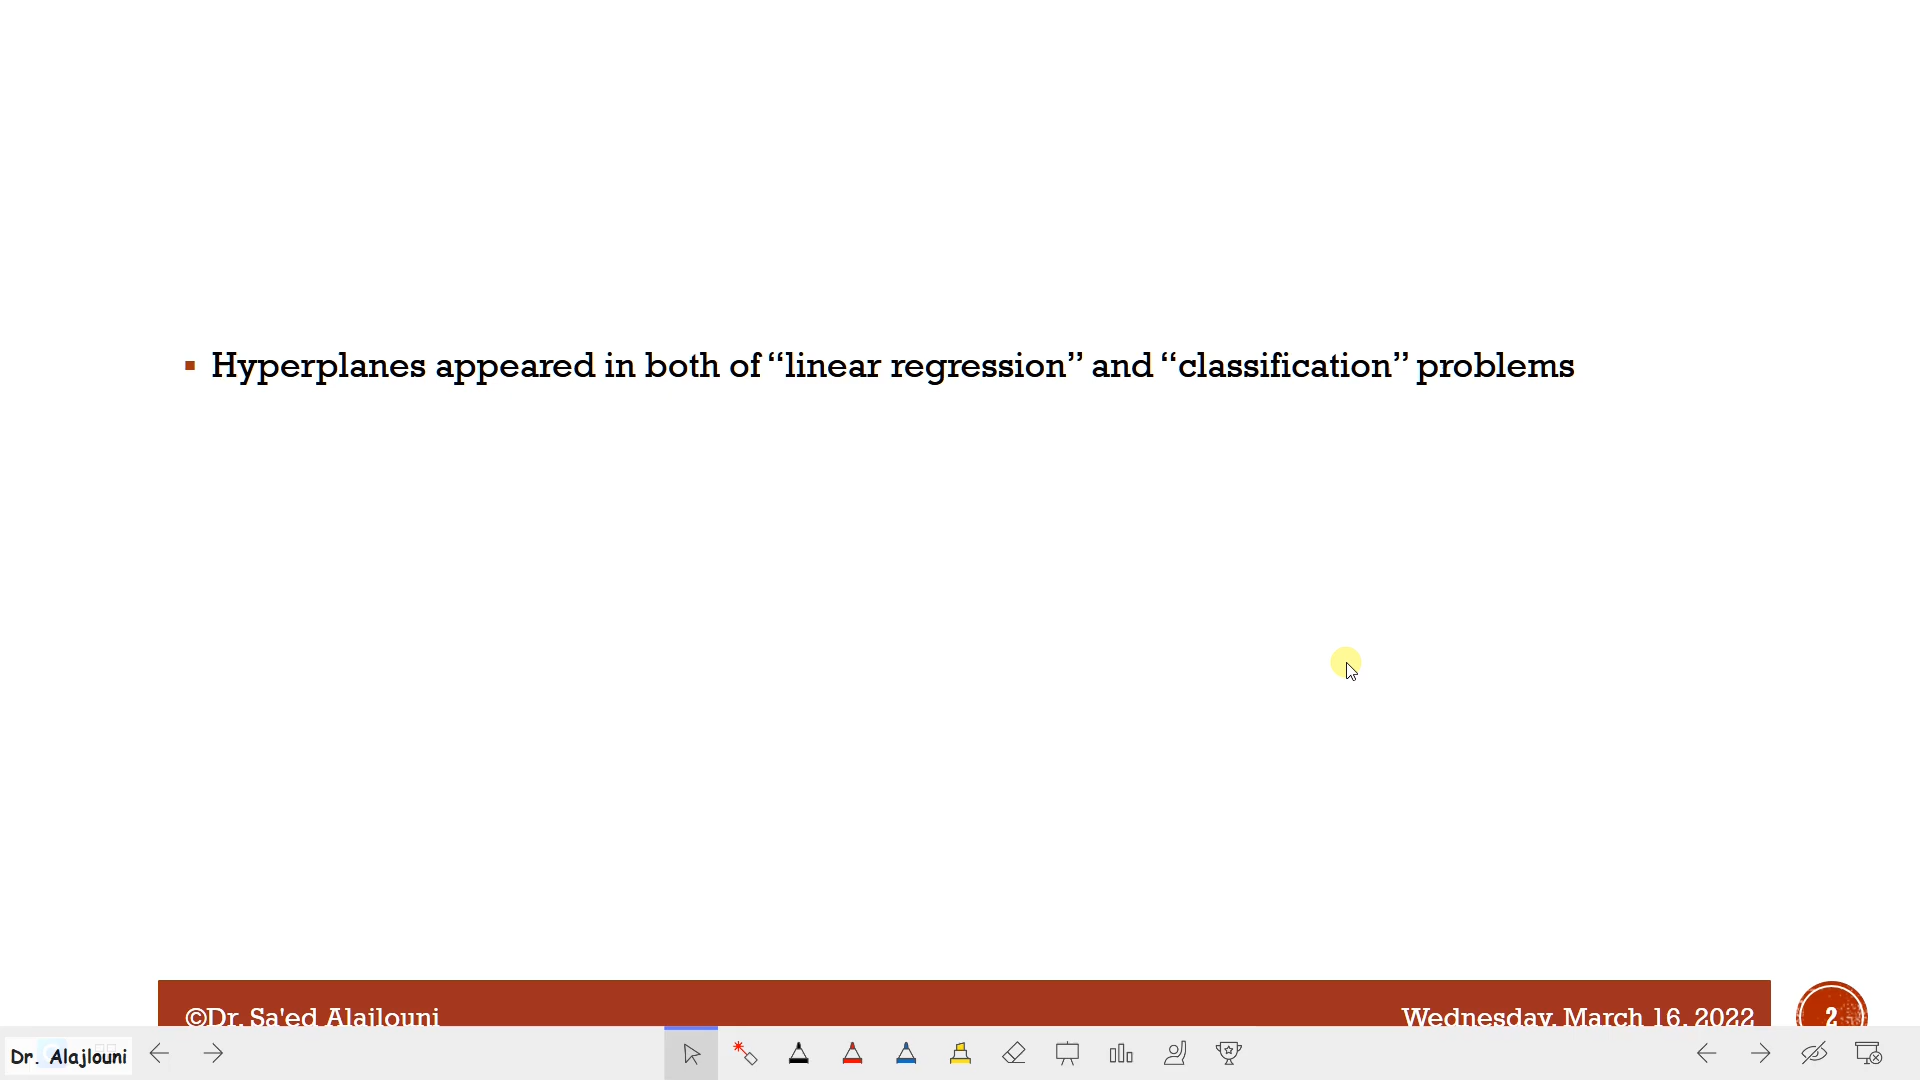 ▪ Hyperplanes appeared in both of “linear regression” and “classification” problems
©Dr. Sa'ed Alajlouni
Wednesday, March 16, 2022
2
Dr. Alajlouni